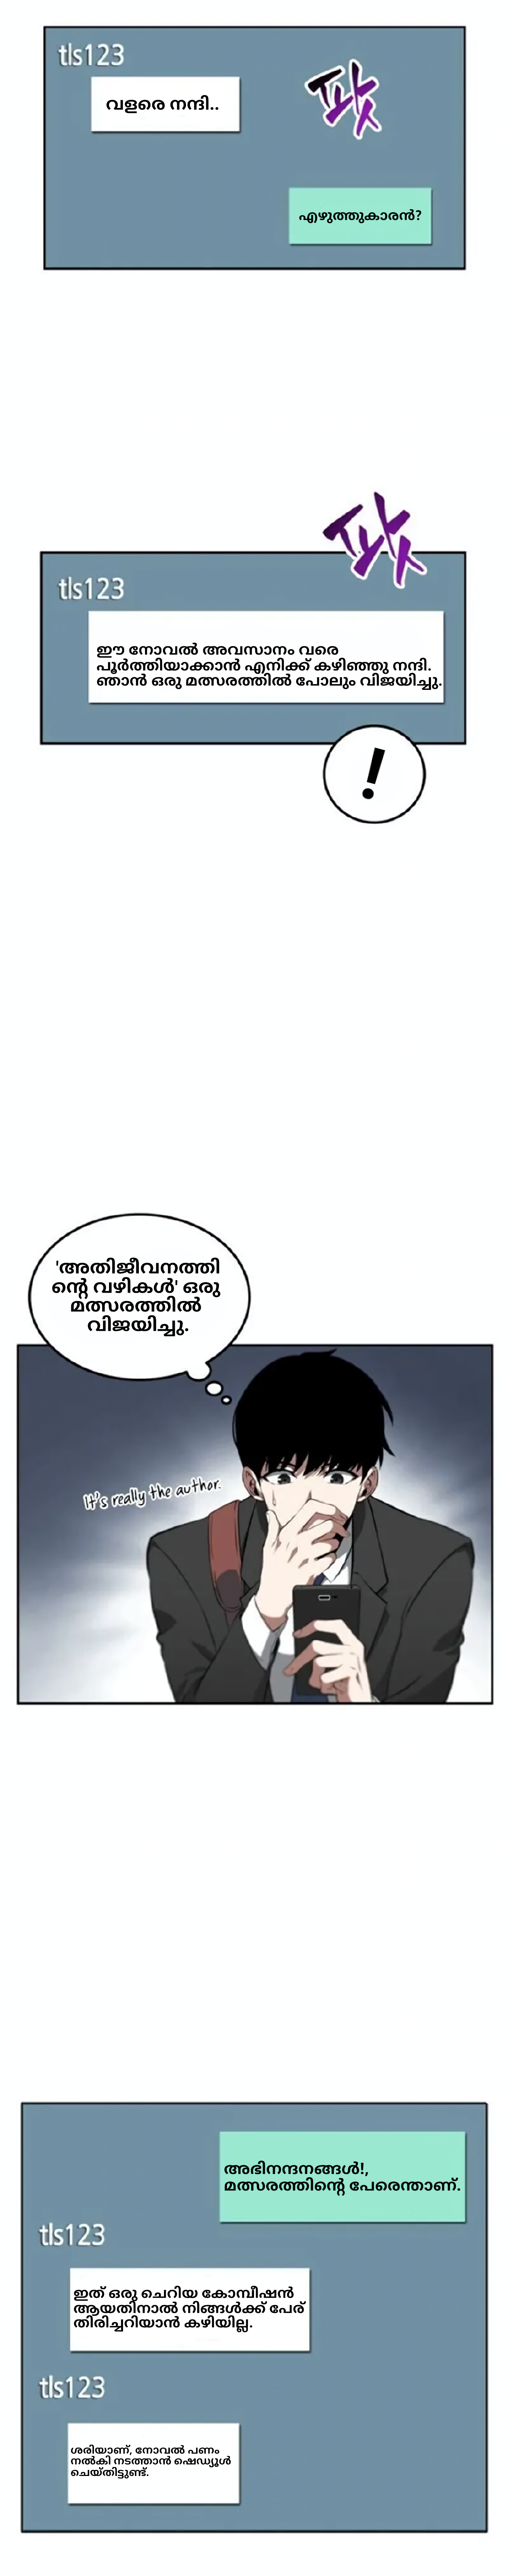 tls123
വളരെ നന്ദി..
팟
എഴുത്തുകാരൻ?
팟
tls123
ഈ നോവൽ അവസാനം വരെ
പൂർത്തിയാക്കാൻ എനിക്ക് കഴിഞ്ഞു നന്ദി.
ഞാൻ ഒരു മത്സരത്തിൽ പോലും വിജയിച്ചു.
!
'അതിജീവനത്തി
ന്റെ വഴികൾ' ഒരു
മത്സരത്തിൽ
വിജയിച്ചു.
It's really the author.
അഭിനന്ദനങ്ങൾ!,
മത്സരത്തിന്റെ പേരെന്താണ്.
tls123
ഇത് ഒരു ചെറിയ കോമ്പീഷൻ
ആയതിനാൽ നിങ്ങൾക്ക് പേര്
തിരിച്ചറിയാൻ കഴിയില്ല.
tls123
ശരിയാണ്, നോവൽ പണം
നൽകി നടത്താൻ ഷെഡ്യൂൾ
ചെയ്തിട്ടുണ്ട്.